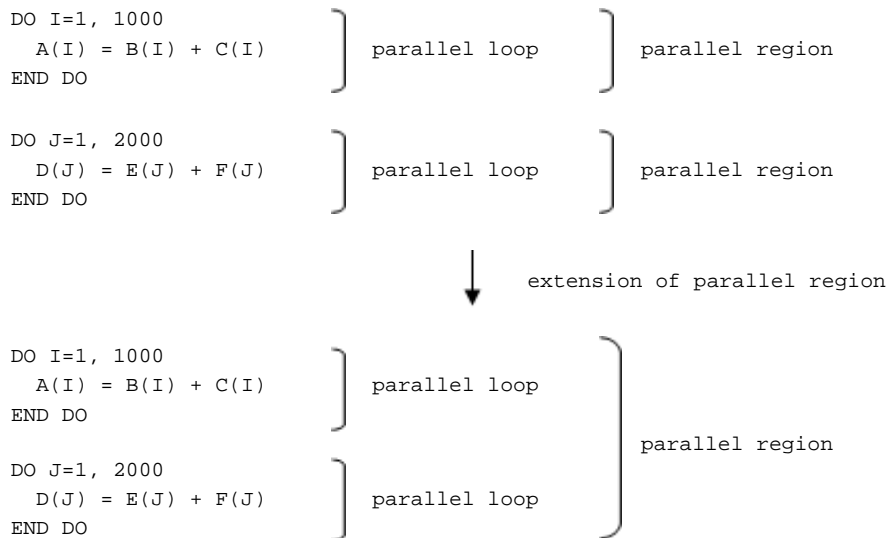 DO I=1, 1000
A(I) = B(I) + C(I) parallel loop parallel region
END DO
DO J=1, 2000
D(J) = E(J) + F(J) parallel loop parallel region
END DO
extension of parallel region
DO I=1, 1000
A(I) = B(I) + C(I) parallel loop
END DO
parallel region
DO J=1, 2000
D(J) = E(J) + F(J) parallel loop
END DO